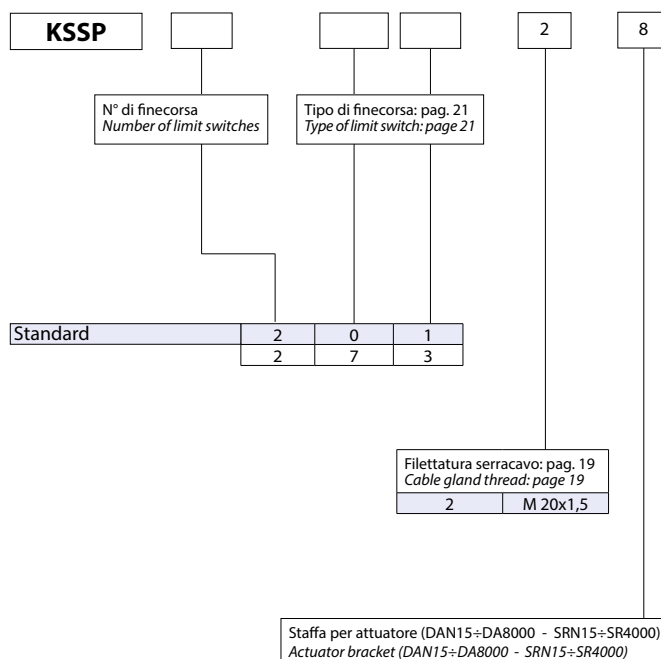 KSSP 2 8
N° di finecorsa
Number of limit switches
Tipo di finecorsa: pag. 21
Type of limit switch: page 21
Standard 2 0 1
2 7 3
Filettatura serracavo: pag. 19
Cable gland thread: page 19
2 M 20x1,5
Staffa per attuatore (DAN15÷DA8000 - SRN15÷SR4000)
Actuator bracket (DAN15÷DA8000 - SRN15÷SR4000)